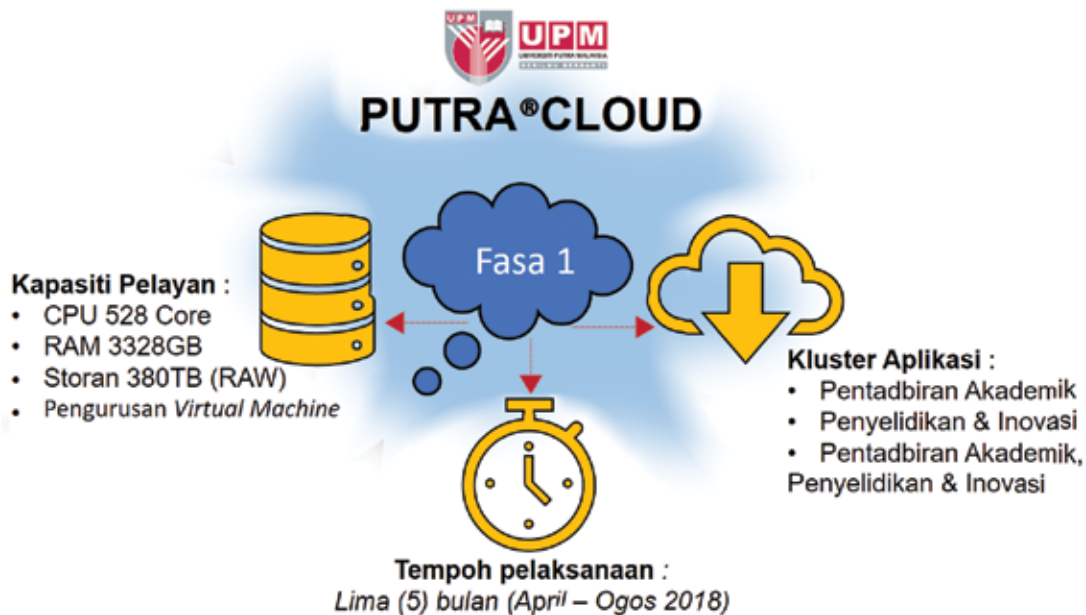 UPM
UNIVERSITI PUTRA MALAYSIA
BERILMU BERBAKTI
PUTRA®CLOUD
Fasa 1
Kapasiti Pelayan :
• CPU 528 Core
• RAM 3328GB
• Storan 380TB (RAW)
• Pengurusan Virtual Machine
Kluster Aplikasi :
• Pentadbiran Akademik
• Penyelidikan & Inovasi
• Pentadbiran Akademik,
Penyelidikan & Inovasi
Tempoh pelaksanaan :
Lima (5) bulan (April – Ogos 2018)